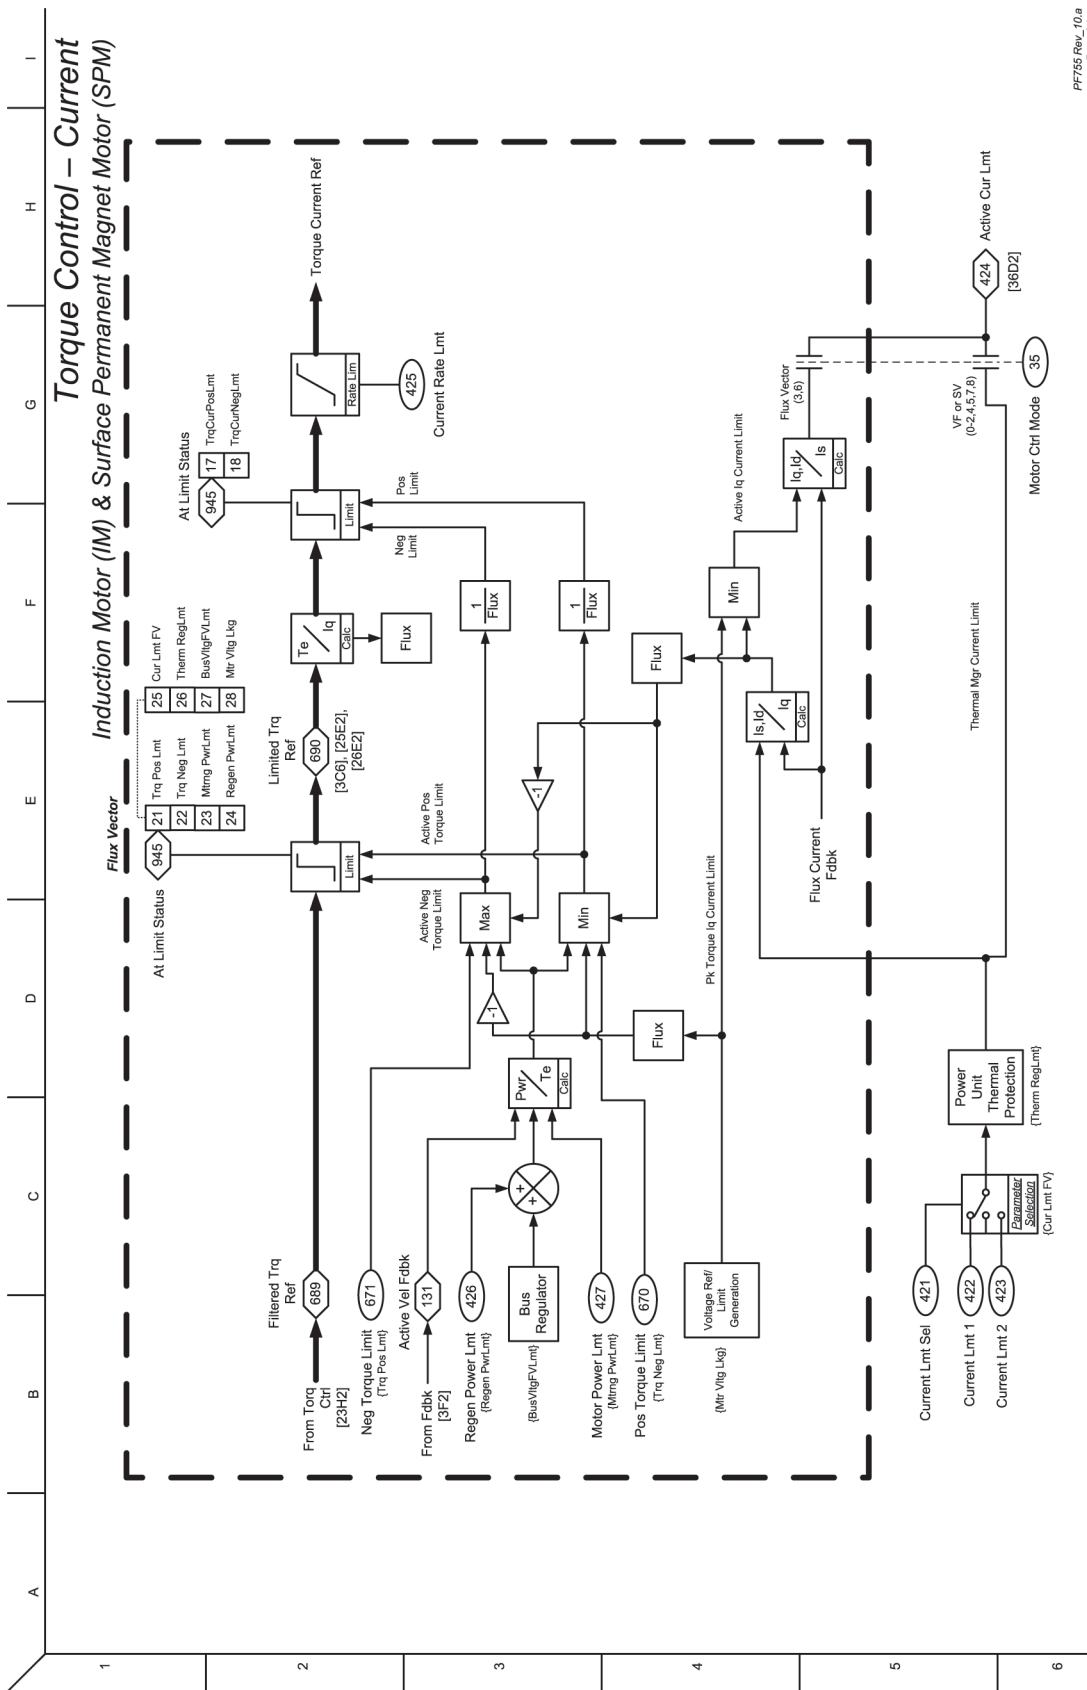 A
B
C
D
E
F
G
H
I
1
2
3
4
5
6
Torque Control – Current
Induction Motor (IM) & Surface Permanent Magnet Motor (SPM)
Flux Vector
At Limit Status
945
21
Trq Pos Lmt
22
Trq Neg Lmt
23
Mtrng PwrLmt
24
Regen PwrLmt
25
Cur Lmt FV
26
Therm RegLmt
27
BusVltgFVLmt
28
Mtr Vltg Lkg
At Limit Status
945
17
TrqCurPosLmt
18
TrqCurNegLmt
From Torq
Ctrl
[23H2]
Filtered Trq
Ref
689
Limit
Limited Trq
Ref
690
[3C6], [25E2],
[26E2]
Te
Iq
Calc
Flux
Limit
Rate Lim
Torque Current Ref
425
Current Rate Lmt
Neg
Limit
Pos
Limit
Neg Torque Limit
{Trq Pos Lmt}
671
Active Vel Fdbk
131
From Fdbk
[3F2]
Regen Power Lmt
{Regen PwrLmt}
426
Bus
Regulator
{BusVltgFVLmt}
+
+
Motor Power Lmt
{Mtrng PwrLmt}
427
Pos Torque Limit
{Trq Neg Lmt}
670
Pwr
Te
Calc
-1
Flux
Active Neg
Torque Limit
Active Pos
Torque Limit
Max
Min
-1
1
Flux
1
Flux
Flux
Voltage Ref/
Limit
Generation
{Mtr Vltg Lkg}
Pk Torque Iq Current Limit
Min
Active Iq Current Limit
Is,Id
Iq
Calc
Iq,Id
Is
Calc
Flux Current
Fdbk
Flux Vector
(3,6)
VF or SV
(0-2,4,5,7,8)
Thermal Mgr Current Limit
424
Active Cur Lmt
[36D2]
35
Motor Ctrl Mode
Current Lmt Sel
421
Current Lmt 1
422
Current Lmt 2
423
Parameter
Selection
{Cur Lmt FV}
Power
Unit
Thermal
Protection
{Therm RegLmt}
PF755 Rev_10.a